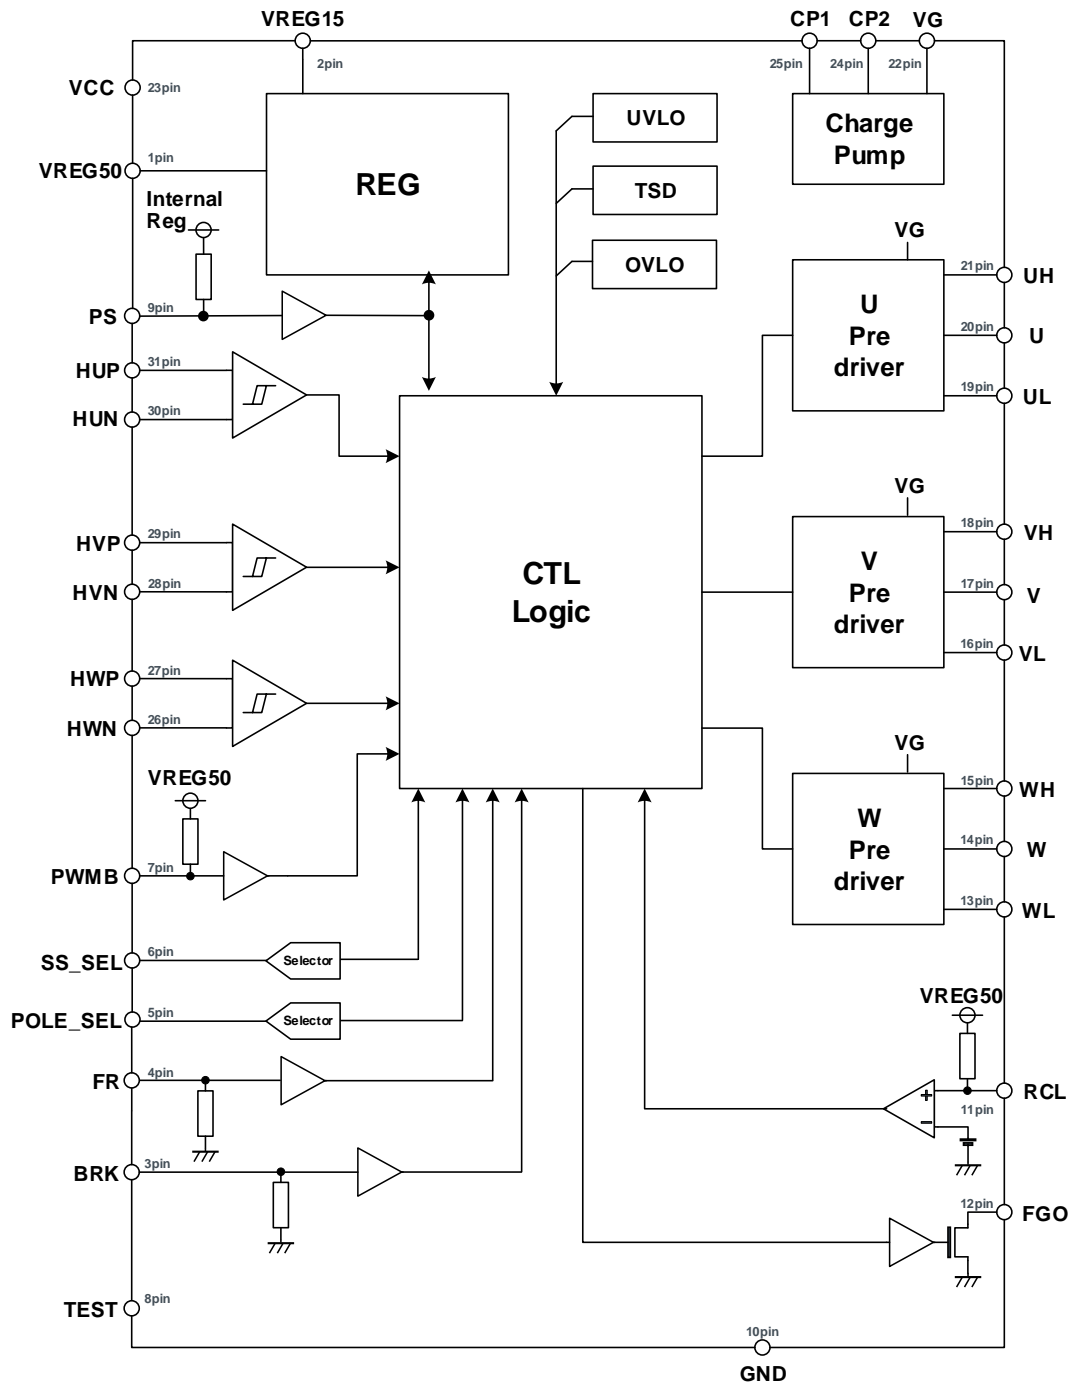 VREG15
CP1
CP2
VG
2pin
25pin
24pin
22pin
VCC
23pin
UVLO
Charge
Pump
VREG50
1pin
REG
TSD
Internal
Reg
VG
OVLO
21pin
UH
PS
9pin
U
Pre
driver
20pin
U
HUP
31pin
19pin
UL
HUN
30pin
VG
18pin
VH
HVP
29pin
CTL
Logic
V
Pre
driver
17pin
V
HVN
28pin
16pin
VL
HWP
27pin
HWN
26pin
VG
VREG50
15pin
WH
W
Pre
driver
14pin
W
PWMB
7pin
13pin
WL
SS_SEL
6pin
Selector
VREG50
POLE_SEL
5pin
Selector
FR
4pin
RCL
11pin
+
−
BRK
3pin
12pin
FGO
TEST
8pin
10pin
GND